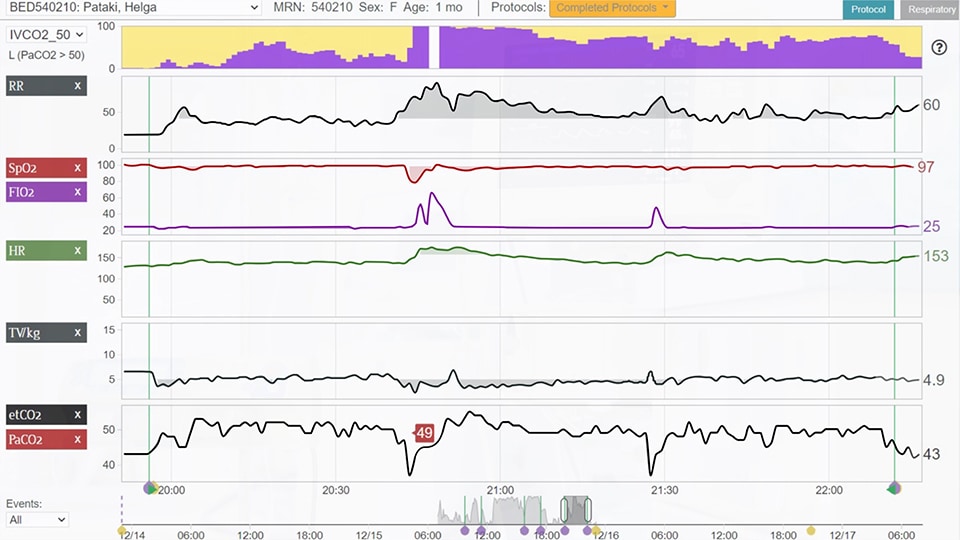 BED540210: Pataki, Helga MRN: 540210 Sex: F Age: 1 mo Protocols: Completed Protocols Protocol Respiratory
IVCO2_50
L (PaCO2 > 50)
100
0
?
RR X
50
0
60
SpO2 X
FIO2 X
100
80
60
40
20
97
25
HR X
150
100
50
153
TV/kg X
15
10
5
4.9
etCO2 X
PaCO2 X
50
40
49
43
20:00 20:30 21:00 21:30 22:00
Events:
All
12/14 06:00 12:00 18:00 12/15 06:00 12:00 18:00 12/16 06:00 12:00 18:00 12/17 06:00